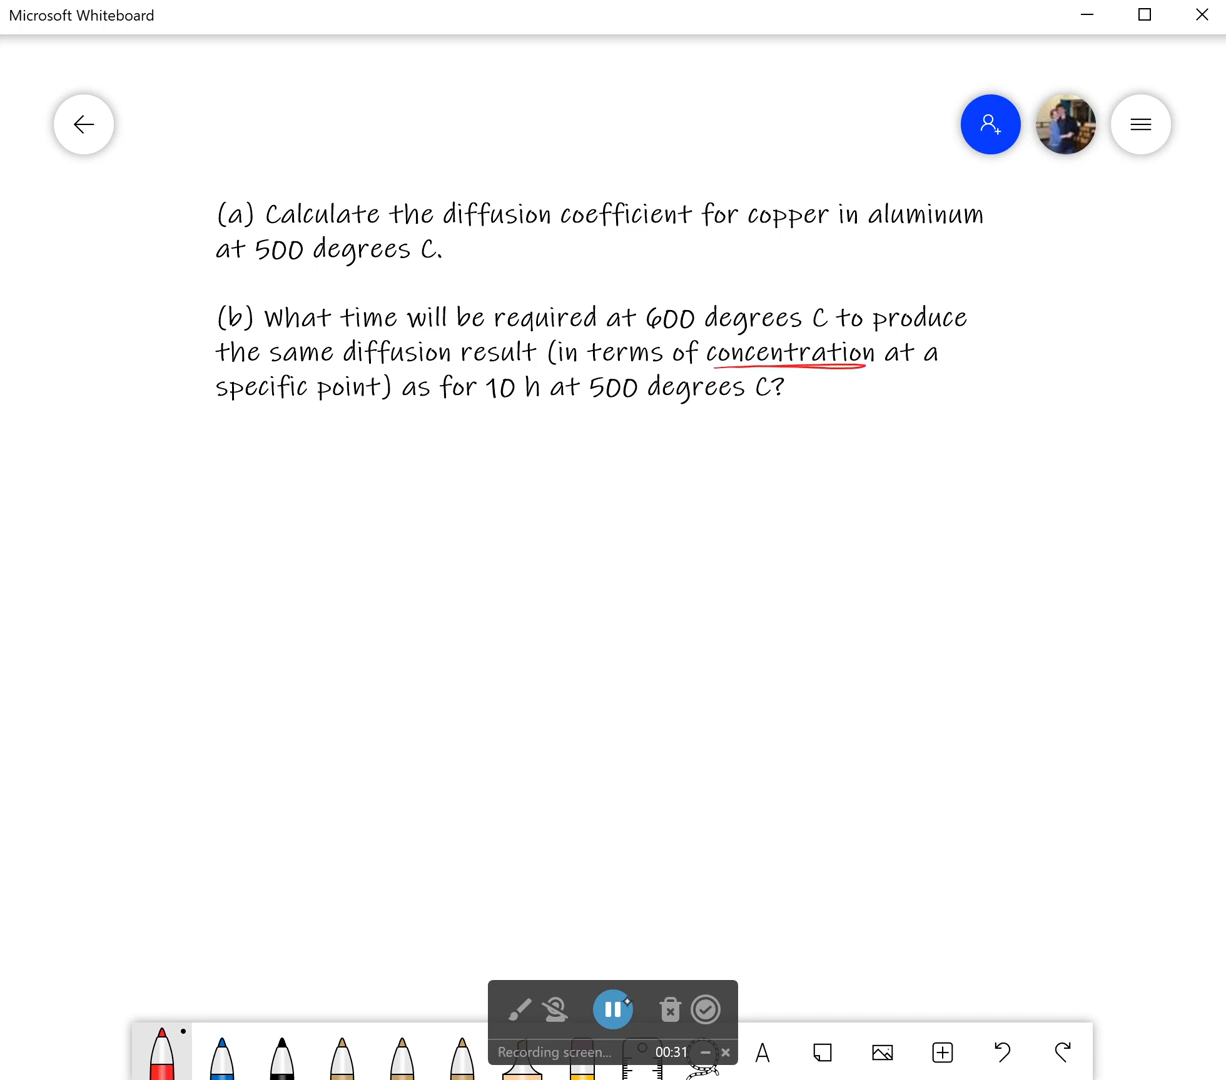 Microsoft Whiteboard
(a) Calculate the diffusion coefficient for copper in aluminum
at 500 degrees C.
(b) What time will be required at 600 degrees C to produce
the same diffusion result (in terms of concentration at a
specific point) as for 10 h at 500 degrees C?
Recording screen... 00:31
A